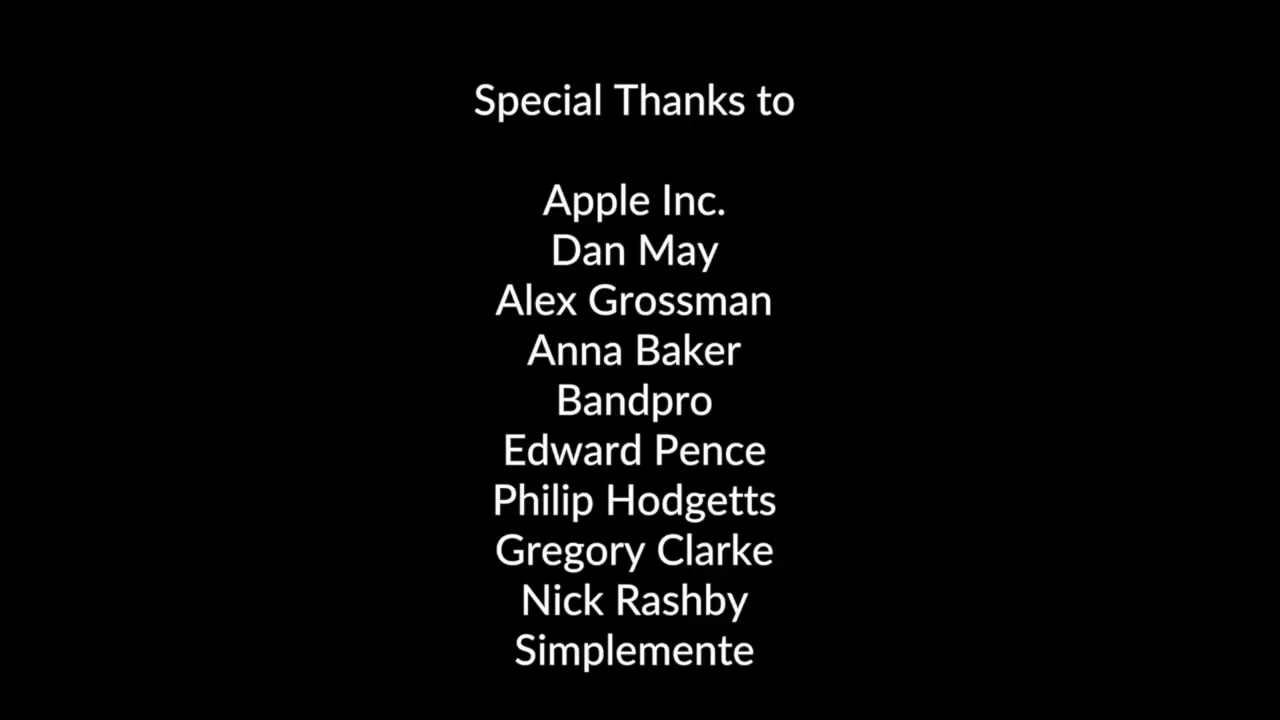 Special Thanks to
Apple Inc.
Dan May
Alex Grossman
Anna Baker
Bandpro
Edward Pence
Philip Hodgetts
Gregory Clarke
Nick Rashby
Simplemente